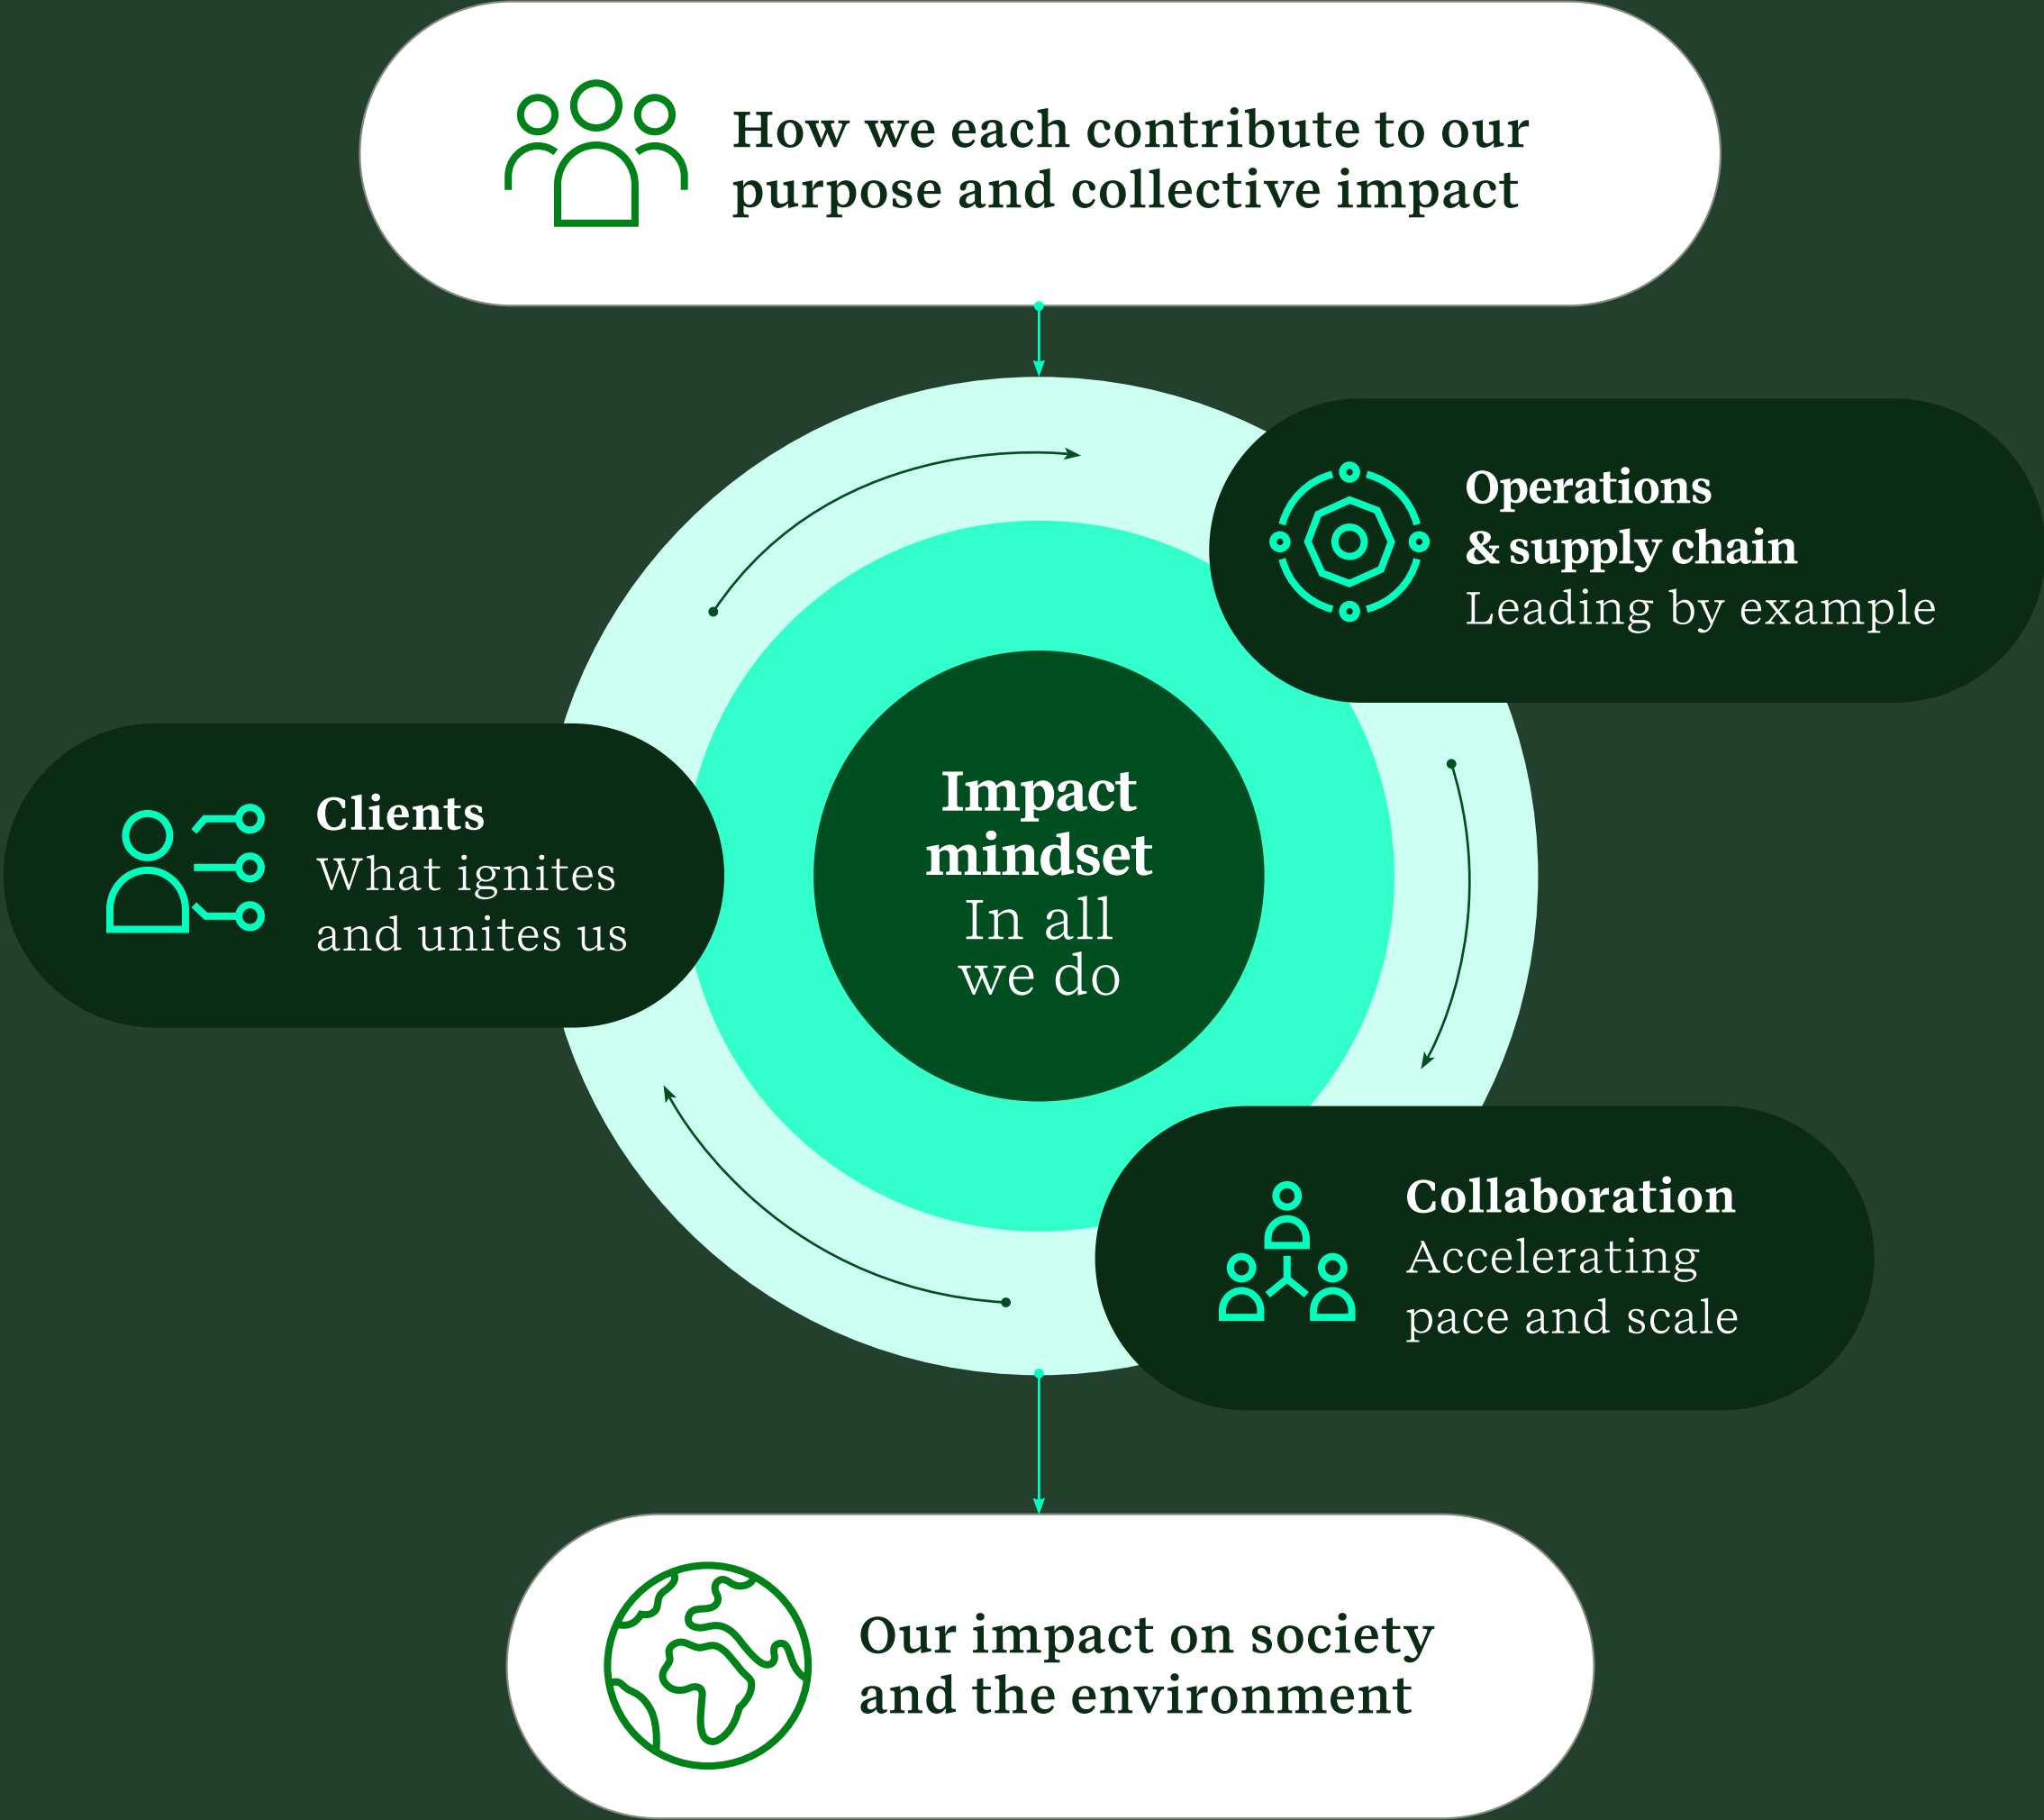 How we each contribute to our
purpose and collective impact
Operations
& supply chain
Leading by example
Clients
What ignites
and unites us
Impact
mindset
In all
we do
Collaboration
Accelerating
pace and scale
Our impact on society
and the environment